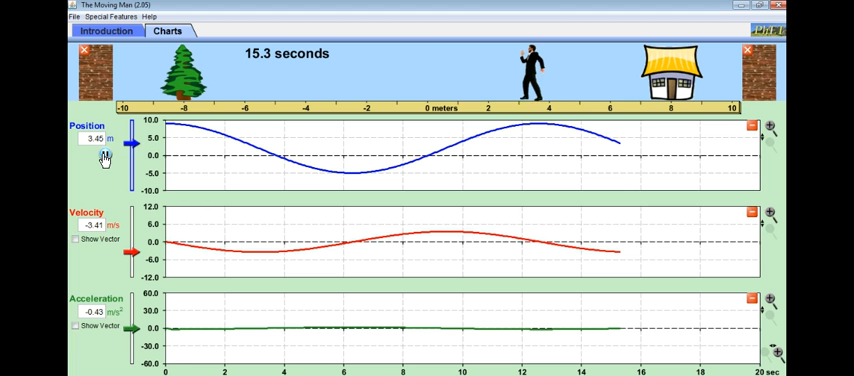 The Moving Man (2.05)
File Special Features Help
Introduction Charts
PhET
15.3 seconds
-10 -8 -6 -4 -2 0 meters 2 4 6 8 10
Position
3.45 m
10.0
5.0
0.0
-5.0
-10.0
Velocity
-3.41 m/s
Show Vector
12.0
6.0
0.0
-6.0
-12.0
Acceleration
-0.43 m/s²
Show Vector
60.0
30.0
0.0
-30.0
-60.0
0 2 4 6 8 10 12 14 16 18 20 sec